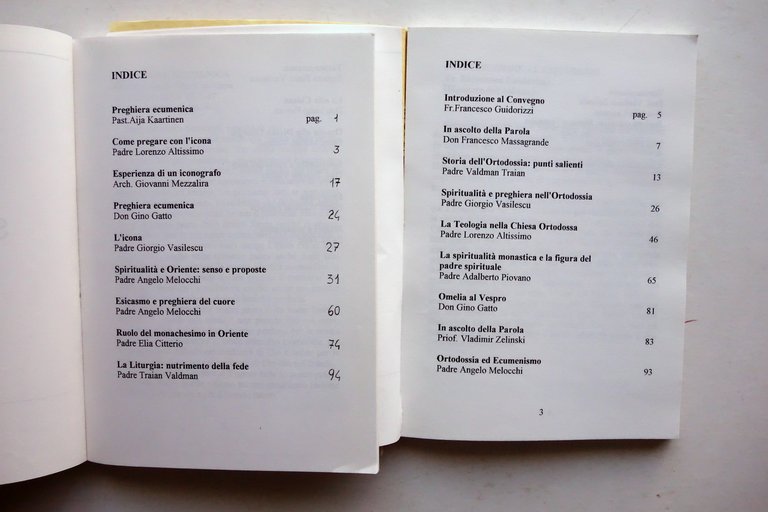 INDICE
Preghiera ecumenica
Past.Aija Kaartinen pag. 1
Come pregare con l'icona
Padre Lorenzo Altissimo 3
Esperienza di un iconografo
Arch. Giovanni Mezzalira 17
Preghiera ecumenica
Don Gino Gatto 24
L'icona
Padre Giorgio Vasilescu 27
Spiritualità e Oriente: senso e proposte
Padre Angelo Melocchi 31
Esicasmo e preghiera del cuore
Padre Angelo Melocchi 60
Ruolo del monachesimo in Oriente
Padre Elia Citterio 74
La Liturgia: nutrimento della fede
Padre Traian Valdman 94
INDICE
Introduzione al Convegno
Fr.Francesco Guidorizzi pag. 5
In ascolto della Parola
Don Francesco Massagrande 7
Storia dell'Ortodossia: punti salienti
Padre Valdman Traian 13
Spiritualità e preghiera nell'Ortodossia
Padre Giorgio Vasilescu 26
La Teologia nella Chiesa Ortodossa
Padre Lorenzo Altissimo 46
La spiritualità monastica e la figura del
padre spirituale
Padre Adalberto Piovano 65
Omelia al Vespro
Don Gino Gatto 81
In ascolto della Parola
Priof. Vladimir Zelinski 83
Ortodossia ed Ecumenismo
Padre Angelo Melocchi 93
3